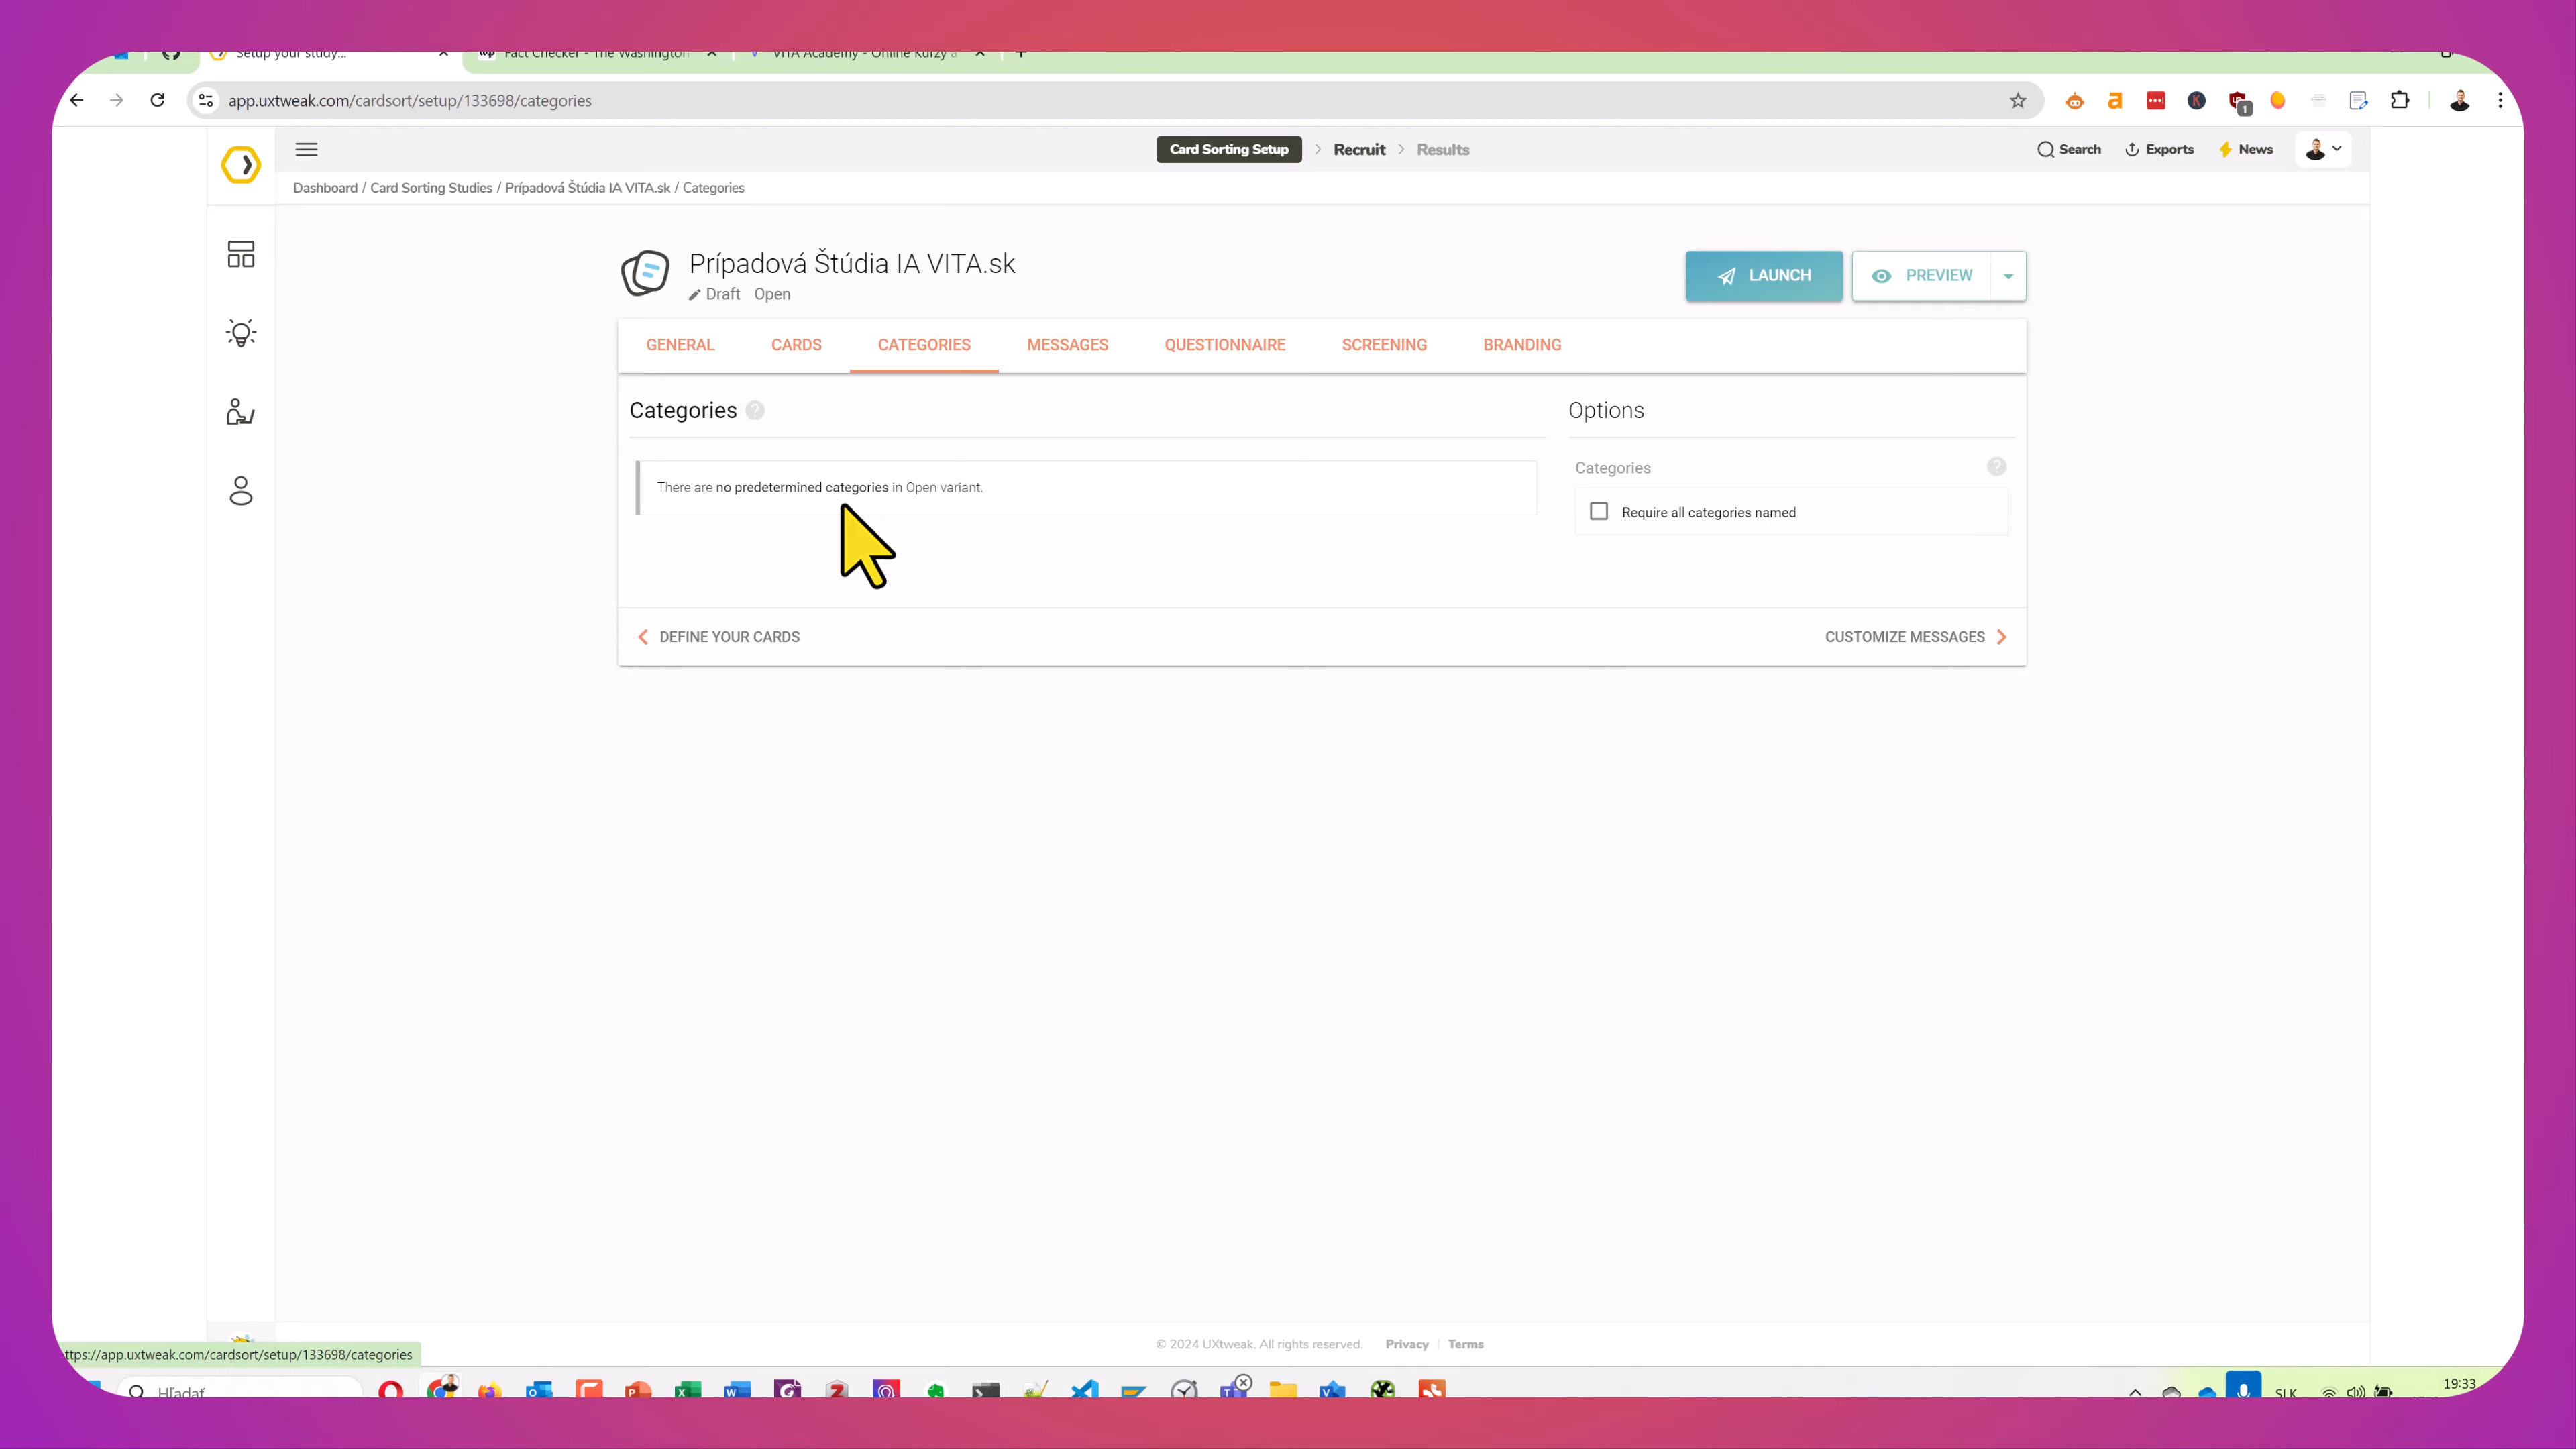 Setup your study...
Fact Checker - The Washington
VITA Academy - Online Kurzy a
app.uxtweak.com/cardsort/setup/133698/categories
1
Card Sorting Setup > Recruit > Results
Search
Exports
News
Dashboard / Card Sorting Studies / Prípadová Štúdia IA VITA.sk / Categories
Prípadová Štúdia IA VITA.sk
Draft Open
LAUNCH
PREVIEW
GENERAL
CARDS
CATEGORIES
MESSAGES
QUESTIONNAIRE
SCREENING
BRANDING
Categories ?
Options
There are no predetermined categories in Open variant.
Categories ?
Require all categories named
DEFINE YOUR CARDS
CUSTOMIZE MESSAGES
© 2024 UXtweak. All rights reserved. Privacy | Terms
ttps://app.uxtweak.com/cardsort/setup/133698/categories
Hľadať
SLK
19:33